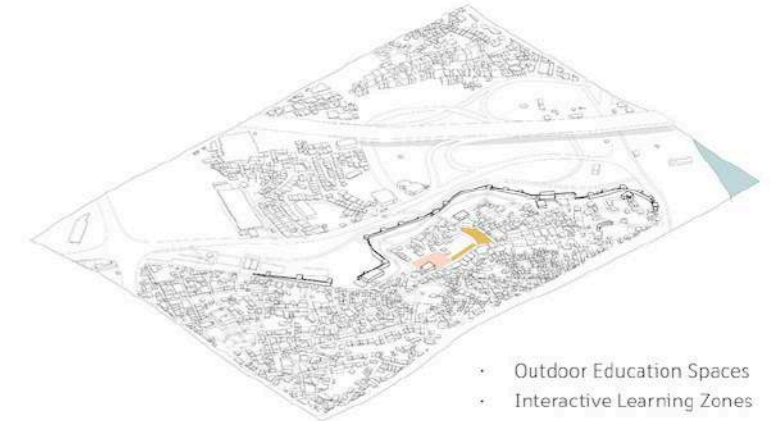 · Outdoor Education Spaces
· Interactive Learning Zones